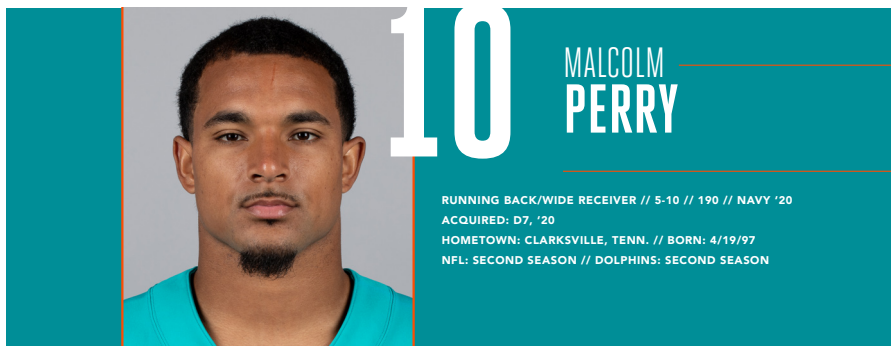 10
MALCOLM
PERRY
RUNNING BACK/WIDE RECEIVER // 5-10 // 190 // NAVY ’20
ACQUIRED: D7, ’20
HOMETOWN: CLARKSVILLE, TENN. // BORN: 4/19/97
NFL: SECOND SEASON // DOLPHINS: SECOND SEASON